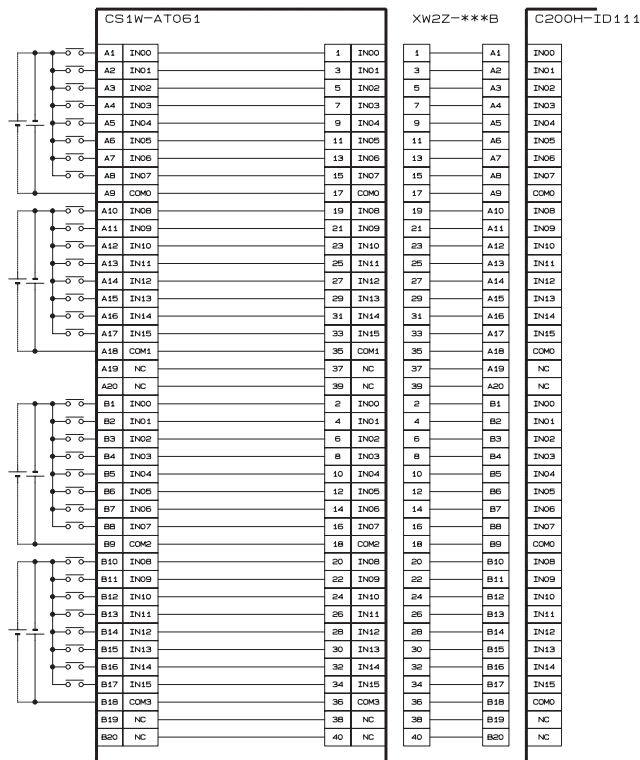 CS1W-AT061 XW2Z-***B C200H-ID111
A1 IN00 1 IN00 1 A1 IN00
A2 IN01 3 IN01 3 A2 IN01
A3 IN02 5 IN02 5 A3 IN02
A4 IN03 7 IN03 7 A4 IN03
A5 IN04 9 IN04 9 A5 IN04
A6 IN05 11 IN05 11 A6 IN05
A7 IN06 13 IN06 13 A7 IN06
A8 IN07 15 IN07 15 A8 IN07
A9 COM0 17 COM0 17 A9 COM0
A10 IN08 19 IN08 19 A10 IN08
A11 IN09 21 IN09 21 A11 IN09
A12 IN10 23 IN10 23 A12 IN10
A13 IN11 25 IN11 25 A13 IN11
A14 IN12 27 IN12 27 A14 IN12
A15 IN13 29 IN13 29 A15 IN13
A16 IN14 31 IN14 31 A16 IN14
A17 IN15 33 IN15 33 A17 IN15
A18 COM1 35 COM1 35 A18 COM0
A19 NC 37 NC 37 A19 NC
A20 NC 39 NC 39 A20 NC
B1 IN00 2 IN00 2 B1 IN00
B2 IN01 4 IN01 4 B2 IN01
B3 IN02 6 IN02 6 B3 IN02
B4 IN03 8 IN03 8 B4 IN03
B5 IN04 10 IN04 10 B5 IN04
B6 IN05 12 IN05 12 B6 IN05
B7 IN06 14 IN06 14 B7 IN06
B8 IN07 16 IN07 16 B8 IN07
B9 COM2 18 COM2 18 B9 COM0
B10 IN08 20 IN08 20 B10 IN08
B11 IN09 22 IN09 22 B11 IN09
B12 IN10 24 IN10 24 B12 IN10
B13 IN11 26 IN11 26 B13 IN11
B14 IN12 28 IN12 28 B14 IN12
B15 IN13 30 IN13 30 B15 IN13
B16 IN14 32 IN14 32 B16 IN14
B17 IN15 34 IN15 34 B17 IN15
B18 COM3 36 COM3 36 B18 COM0
B19 NC 38 NC 38 B19 NC
B20 NC 40 NC 40 B20 NC